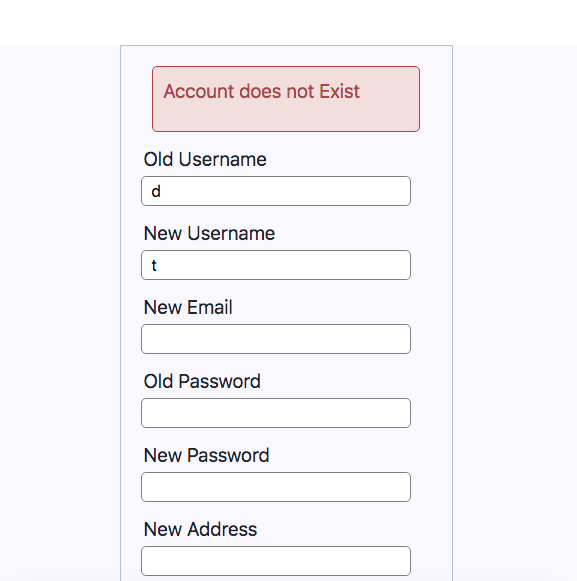 Account does not Exist
Old Username
d
New Username
t
New Email
Old Password
New Password
New Address